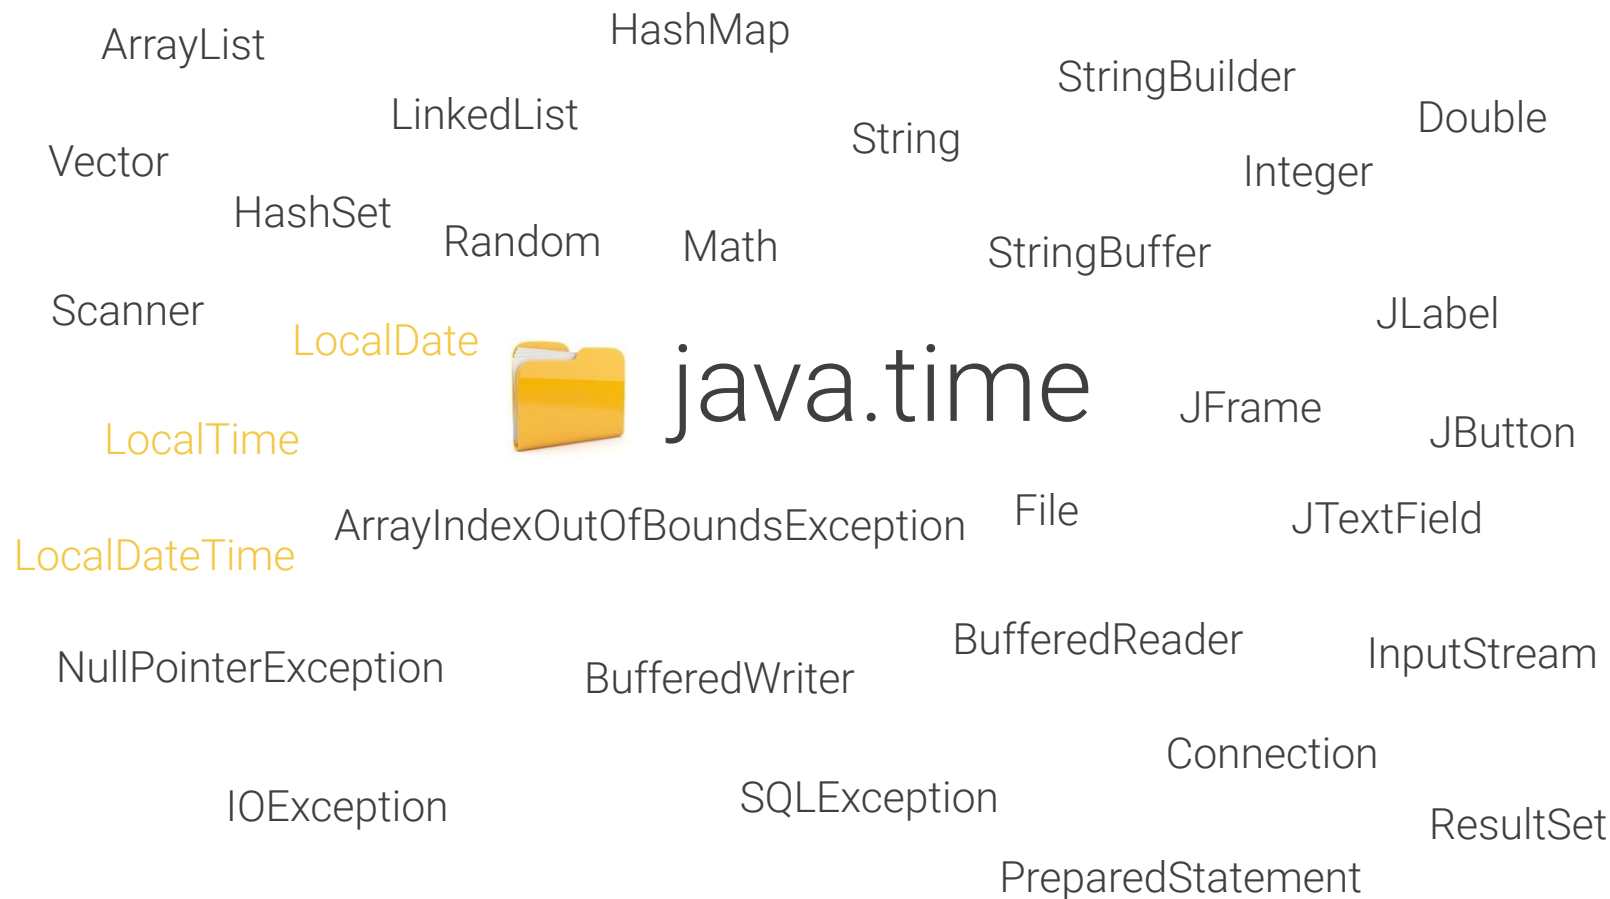 HashMap
ArrayList
StringBuilder
LinkedList
Double
String
Vector
Integer
HashSet
Random
Math
StringBuffer
Scanner
JLabel
LocalDate
java.time
JFrame
JButton
LocalTime
File
JTextField
ArrayIndexOutOfBoundsException
LocalDateTime
BufferedReader
InputStream
NullPointerException
BufferedWriter
Connection
SQLException
IOException
ResultSet
PreparedStatement